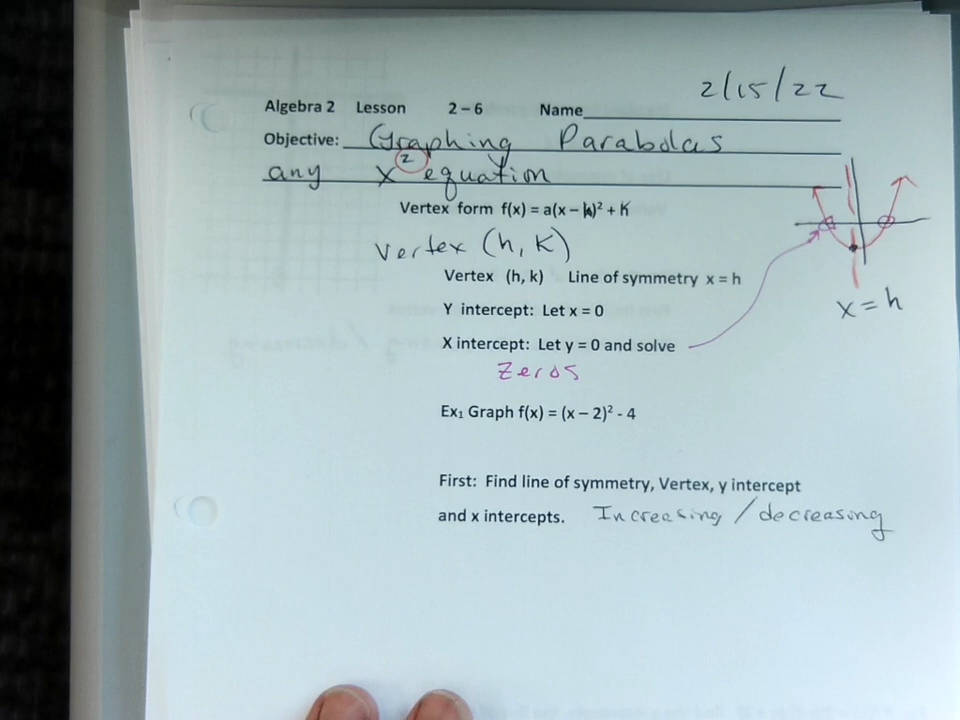 2/15/22
Algebra 2 Lesson 2 – 6 Name
Objective: Graphing Parabolas
any x² equation
Vertex form f(x) = a(x – h)² + K
Vertex (h, K)
Vertex (h, k) Line of symmetry x = h
x = h
Y intercept: Let x = 0
X intercept: Let y = 0 and solve
Zeros
Ex₁ Graph f(x) = (x – 2)² - 4
First: Find line of symmetry, Vertex, y intercept
and x intercepts. Increasing / decreasing